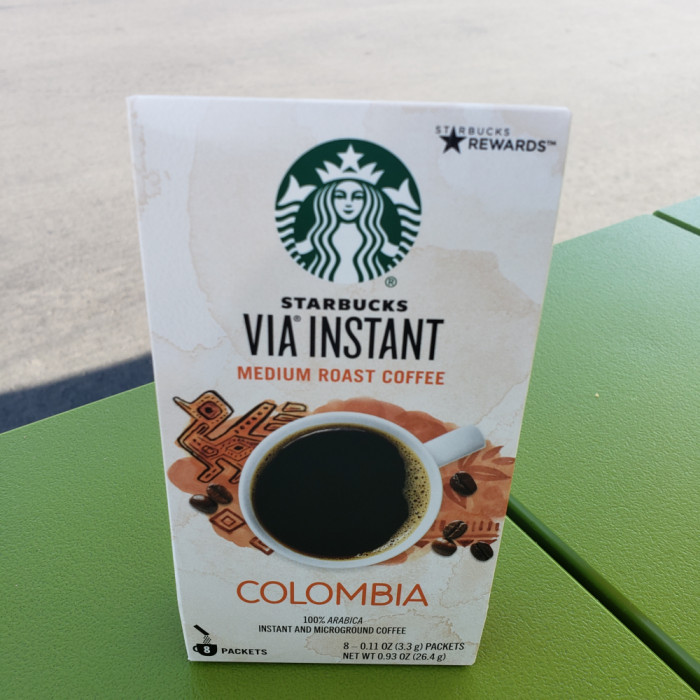 STARBUCKS
REWARDS™
®
STARBUCKS
VIA® INSTANT
MEDIUM ROAST COFFEE
COLOMBIA
100% ARABICA
INSTANT AND MICROGROUND COFFEE
8 PACKETS
8 – 0.11 OZ (3.3 g) PACKETS
NET WT 0.93 OZ (26.4 g)